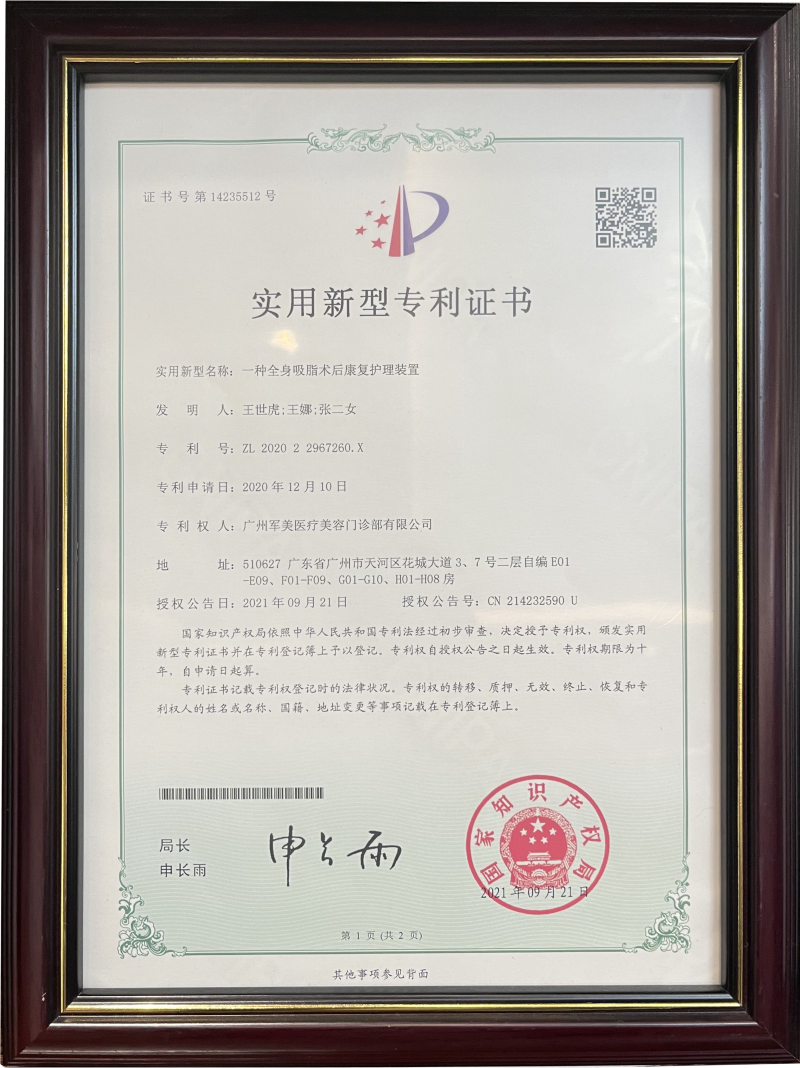 证书号第14235512号
实用新型专利证书
实用新型名称：一种全身吸脂术后康复护理装置
发明人：王世虎;王娜;张二女
专利号：ZL 2020 2 2967260.X
专利申请日：2020年12月10日
专利权人：广州军美医疗美容门诊部有限公司
地址：510627 广东省广州市天河区花城大道3、7号二层自编E01
-E09、F01-F09、G01-G10、H01-H08房
授权公告日：2021年09月21日 授权公告号：CN 214232590 U
国家知识产权局依照中华人民共和国专利法经过初步审查，决定授予专利权，颁发实用
新型专利证书并在专利登记簿上予以登记。专利权自授权公告之日起生效。专利权期限为十
年，自申请日起算。
专利证书记载专利权登记时的法律状况。专利权的转移、质押、无效、终止、恢复和专
利权人的姓名或名称、国籍、地址变更等事项记载在专利登记簿上。
局长
申长雨
申长雨
国家知识产权局
2021年09月21日
第1页(共2页)
其他事项参见背面